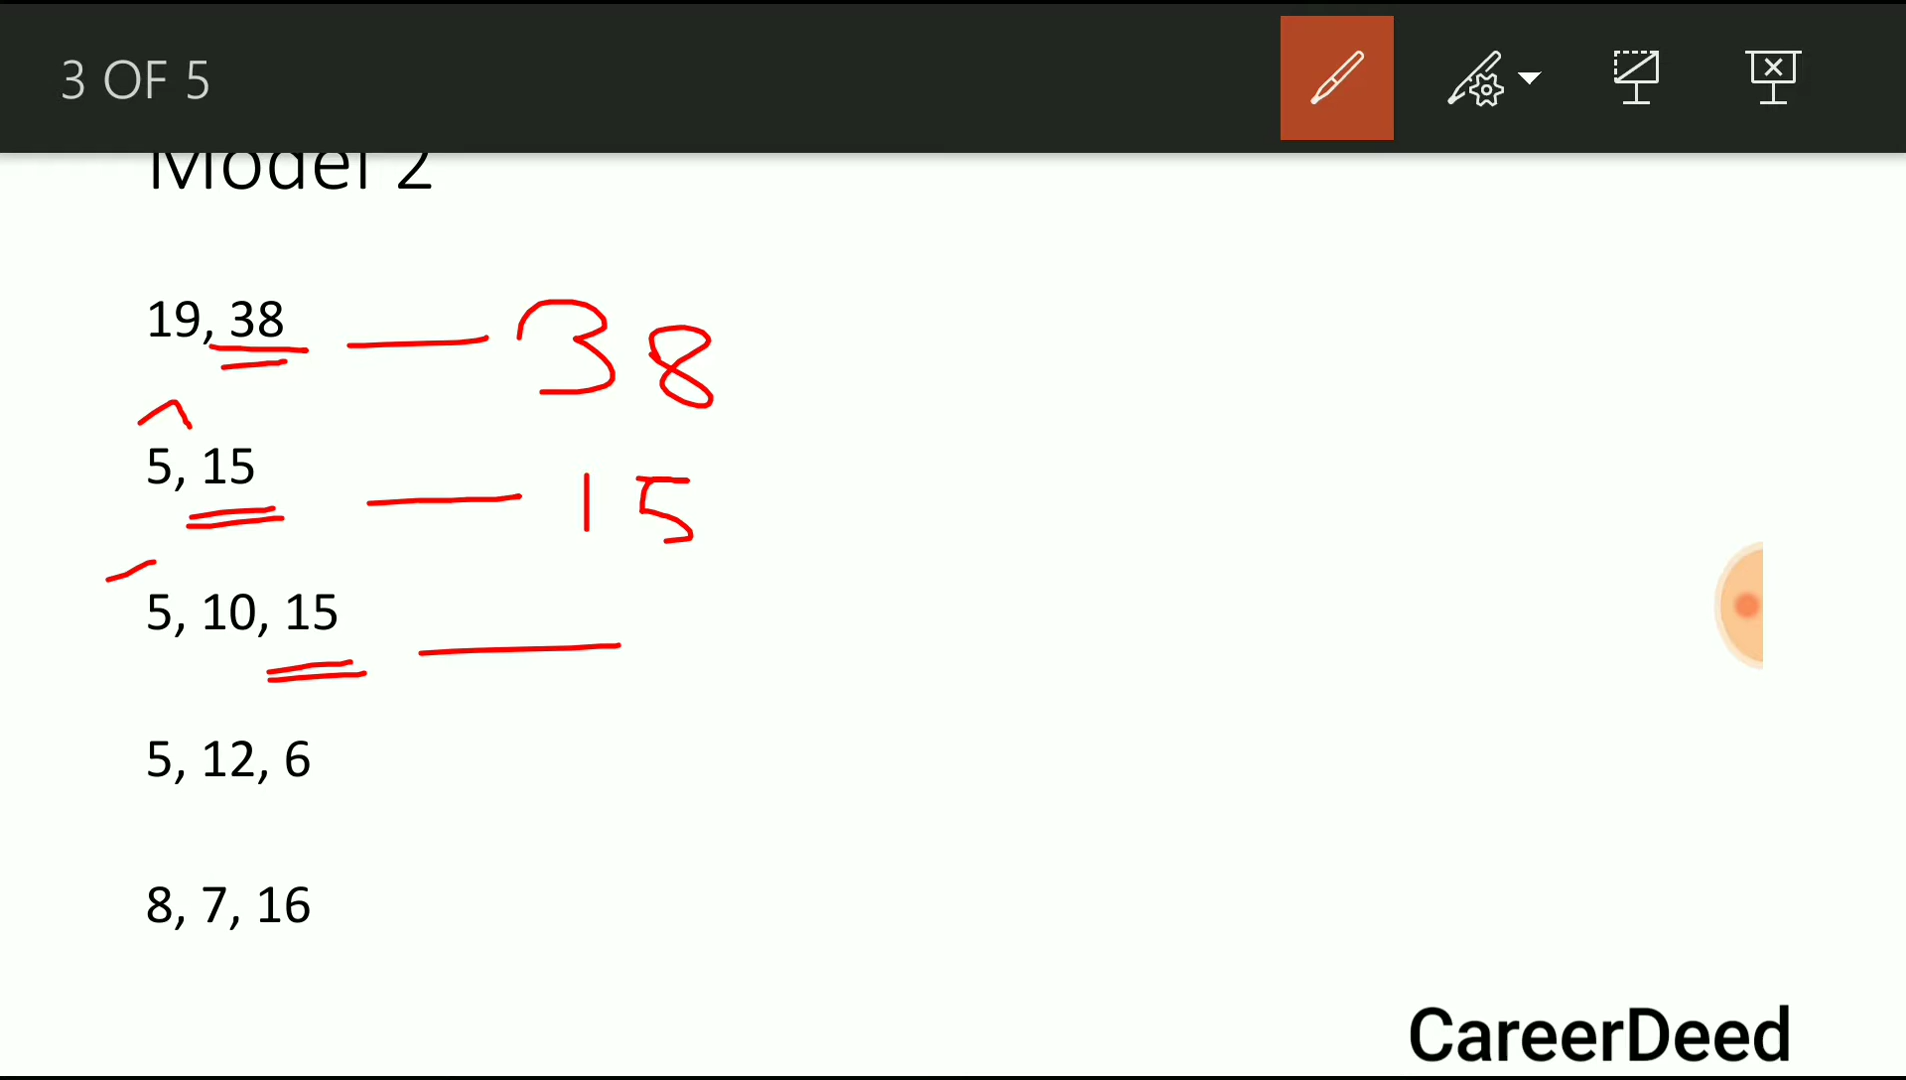 3 OF 5
Model 2
19, 38 — 38
5, 15 — 15
5, 10, 15 —
5, 12, 6
8, 7, 16
CareerDeed